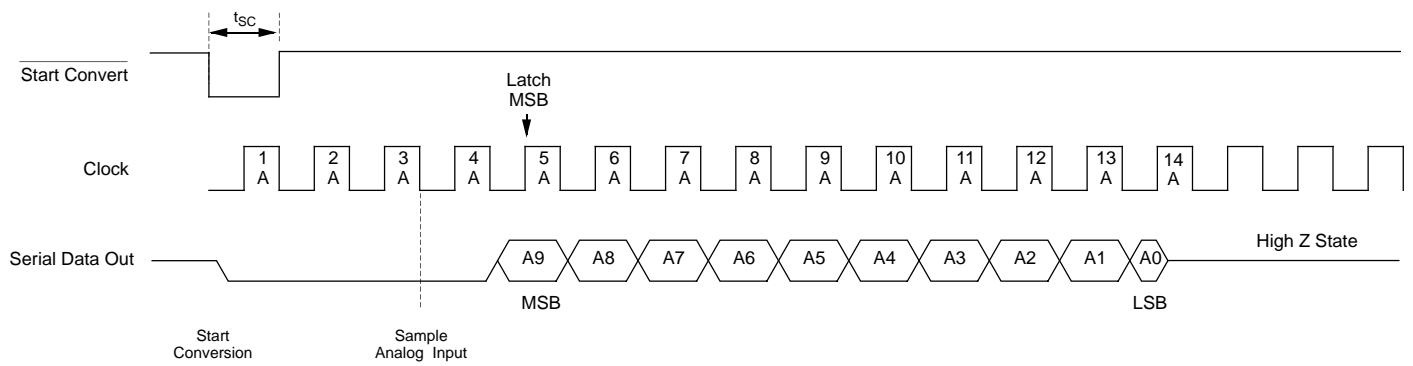 tSC
Start Convert
Latch
MSB
Clock
1 2 3 4 5 6 7 8 9 10 11 12 13 14
A A A A A A A A A A A A A A
Serial Data Out
A9 A8 A7 A6 A5 A4 A3 A2 A1 A0
High Z State
MSB
LSB
Start
Conversion
Sample
Analog Input